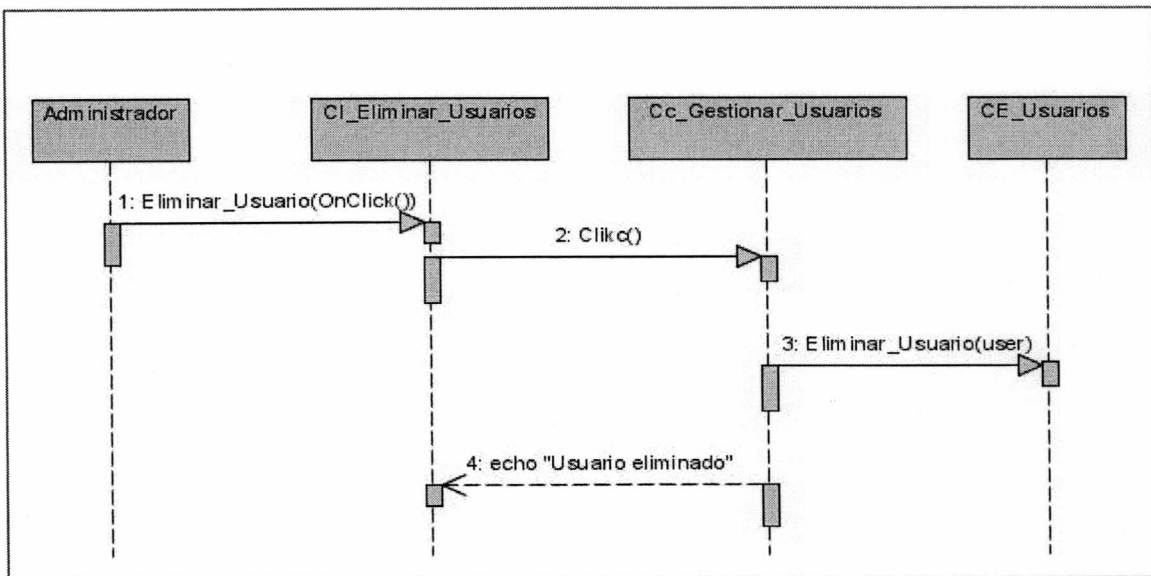 Administrador
CI_Eliminar_Usuarios
Cc_Gestionar_Usuarios
CE_Usuarios
1: Eliminar_Usuario(OnClick())
2: Clikc()
3: Eliminar_Usuario(user)
4: echo "Usuario eliminado"